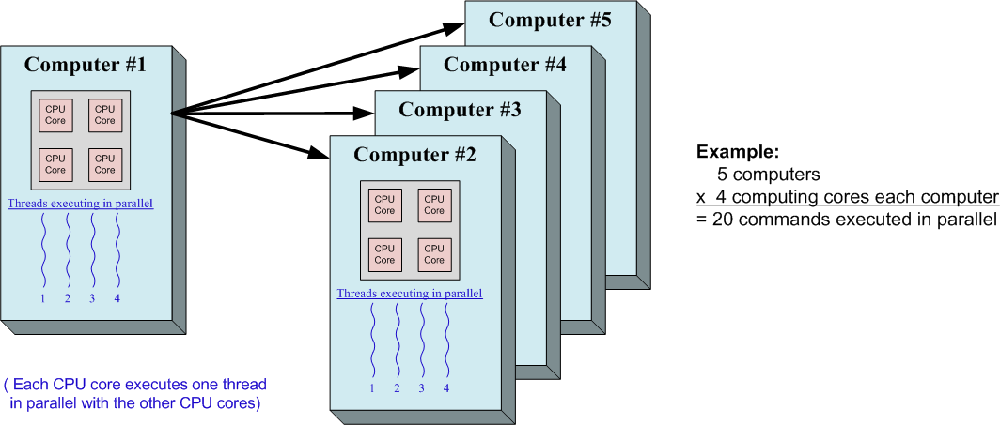 Computer #5
Computer #4
Computer #1
Computer #3
Computer #2
CPU Core CPU Core
CPU Core CPU Core
Threads executing in parallel
1 2 3 4
CPU Core CPU Core
CPU Core CPU Core
Threads executing in parallel
1 2 3 4
Example:
5 computers
x 4 computing cores each computer
= 20 commands executed in parallel
( Each CPU core executes one thread
in parallel with the other CPU cores)